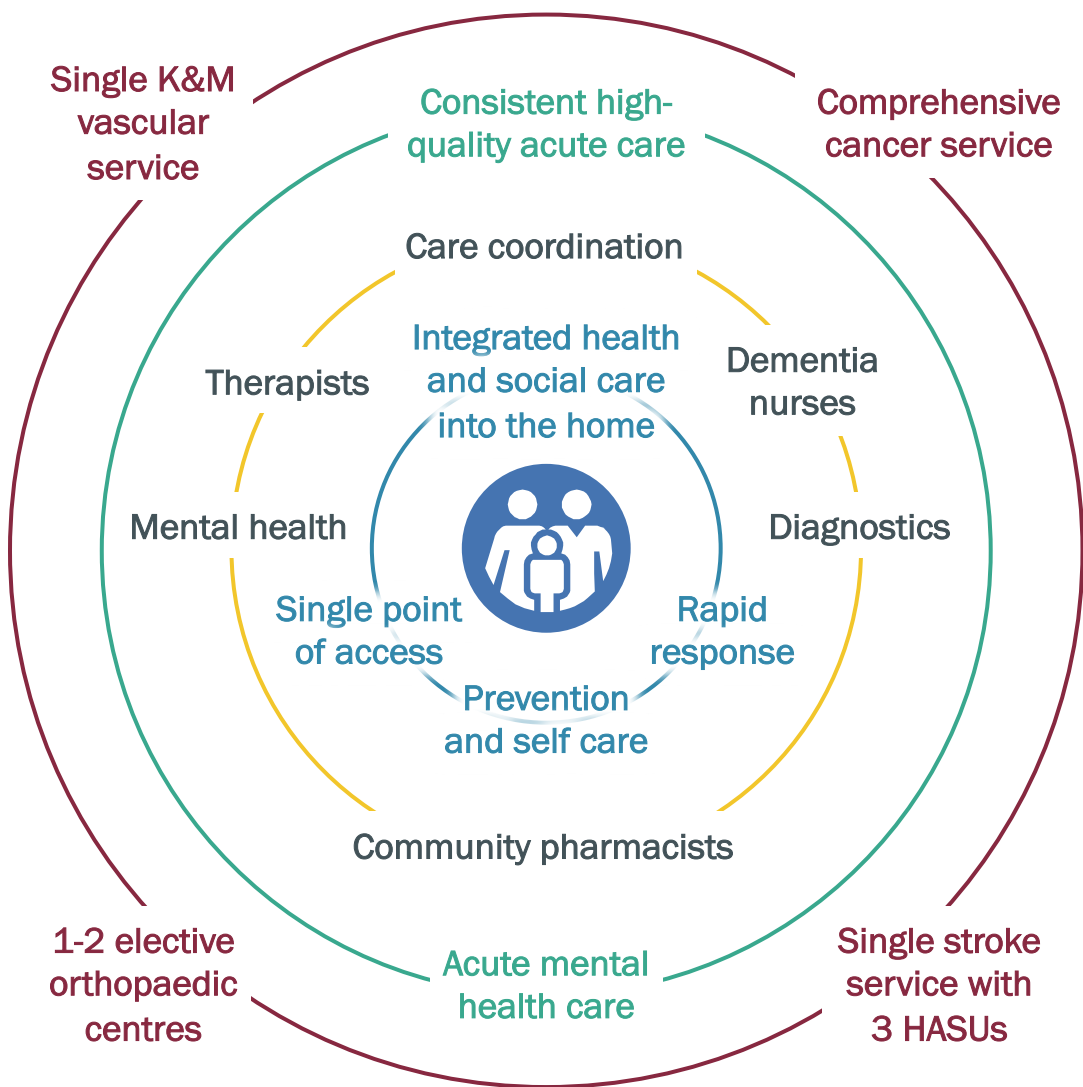 Single K&M
vascular
service
Consistent high-
quality acute care
Comprehensive
cancer service
Care coordination
Integrated health
and social care
into the home
Therapists
Dementia
nurses
Mental health
Diagnostics
Single point
of access
Rapid
response
Prevention
and self care
Community pharmacists
1-2 elective
orthopaedic
centres
Acute mental
health care
Single stroke
service with
3 HASUs